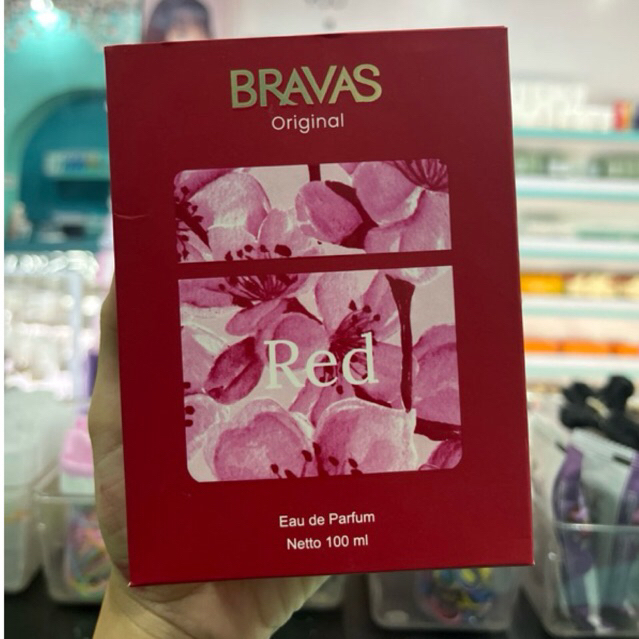 BRAVAS
Original
Red
Eau de Parfum
Netto 100 ml